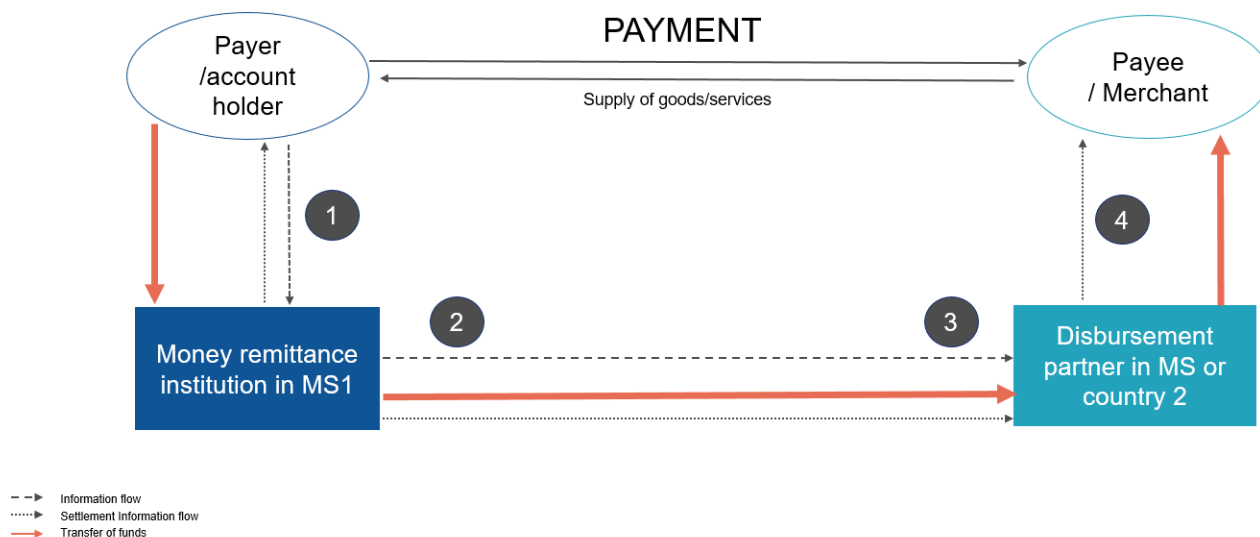 PAYMENT
Payer
/account
holder
Payee
/ Merchant
Supply of goods/services
1
4
2
3
Money remittance
institution in MS1
Disbursement
partner in MS or
country 2
Information flow
Settlement Information flow
Transfer of funds